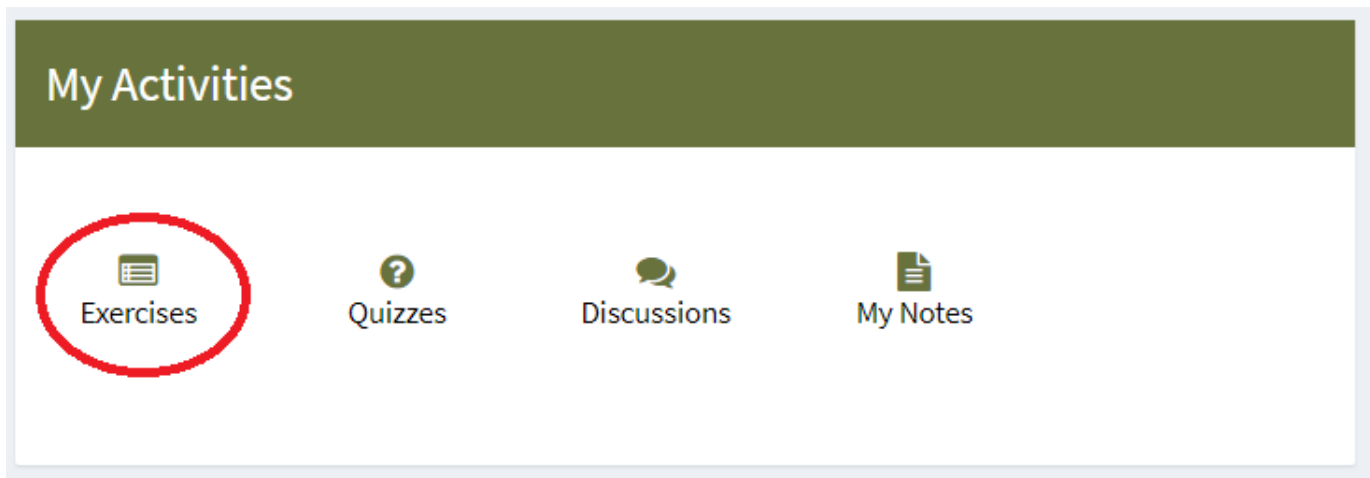 My Activities
Exercises
Quizzes
Discussions
My Notes